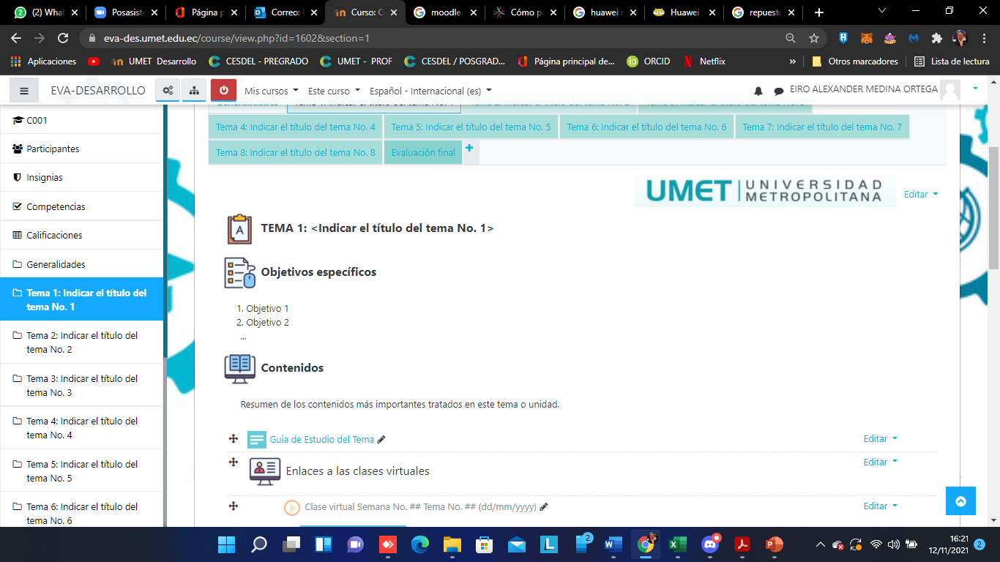 (2) What
Posasist
Página p
Correo:
Curso: C
moodle
Cómo p
huawei r
Huawei
repuest
eva-des.umet.edu.ec/course/view.php?id=1602&section=1
Aplicaciones
UMET Desarrollo
CESDEL - PREGRADO
UMET - PROF
CESDEL / POSGRAD...
Página principal de...
ORCID
Netflix
»
Otros marcadores
Lista de lectura
EVA-DESARROLLO
Mis cursos
Este curso
Español - Internacional (es)
EIRO ALEXANDER MEDINA ORTEGA
C001
Participantes
Insignias
Competencias
Calificaciones
Generalidades
Tema 1: Indicar el título del
tema No. 1
Tema 2: Indicar el título del
tema No. 2
Tema 3: Indicar el título del
tema No. 3
Tema 4: Indicar el título del
tema No. 4
Tema 5: Indicar el título del
tema No. 5
Tema 6: Indicar el título del
tema No. 6
Tema 4: Indicar el título del tema No. 4
Tema 5: Indicar el título del tema No. 5
Tema 6: Indicar el título del tema No. 6
Tema 7: Indicar el título del tema No. 7
Tema 8: Indicar el título del tema No. 8
Evaluación final
UMET UNIVERSIDAD
METROPOLITANA
Editar
TEMA 1: <Indicar el título del tema No. 1>
Objetivos específicos
1. Objetivo 1
2. Objetivo 2
...
Contenidos
Resumen de los contenidos más importantes tratados en este tema o unidad.
Guia de Estudio del Tema
Editar
Enlaces a las clases virtuales
Editar
Clase virtual Semana No. ## Tema No. ## (dd/mm/yyyy)
Editar
16:21
12/11/2021
2
2